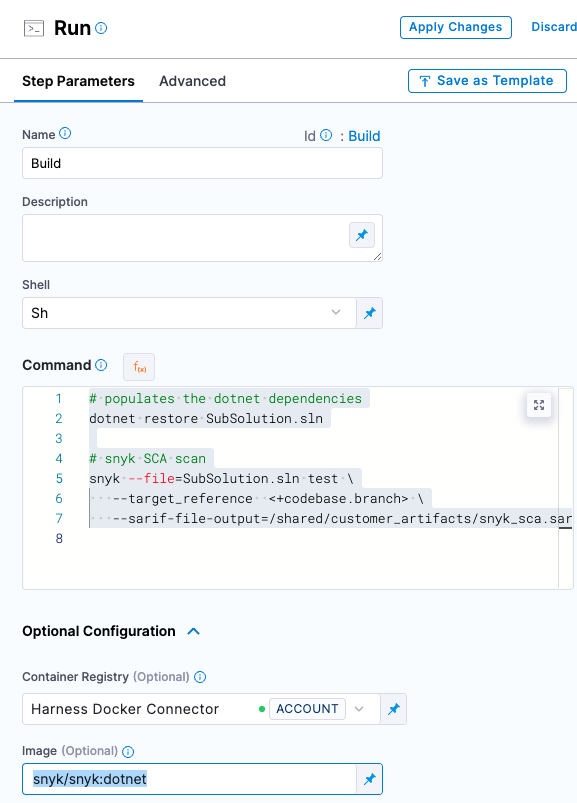 Run
Apply Changes
Discard
Step Parameters
Advanced
Save as Template
Name
Id : Build
Build
Description
Shell
Sh
Command
f(x)
1 # populates the dotnet dependencies
2 dotnet restore SubSolution.sln
3
4 # snyk SCA scan
5 snyk --file=SubSolution.sln test \
6 --target_reference <+codebase.branch> \
7 --sarif-file-output=/shared/customer_artifacts/snyk_sca.sar
8
Optional Configuration
Container Registry (Optional)
Harness Docker Connector
ACCOUNT
Image (Optional)
snyk/snyk:dotnet